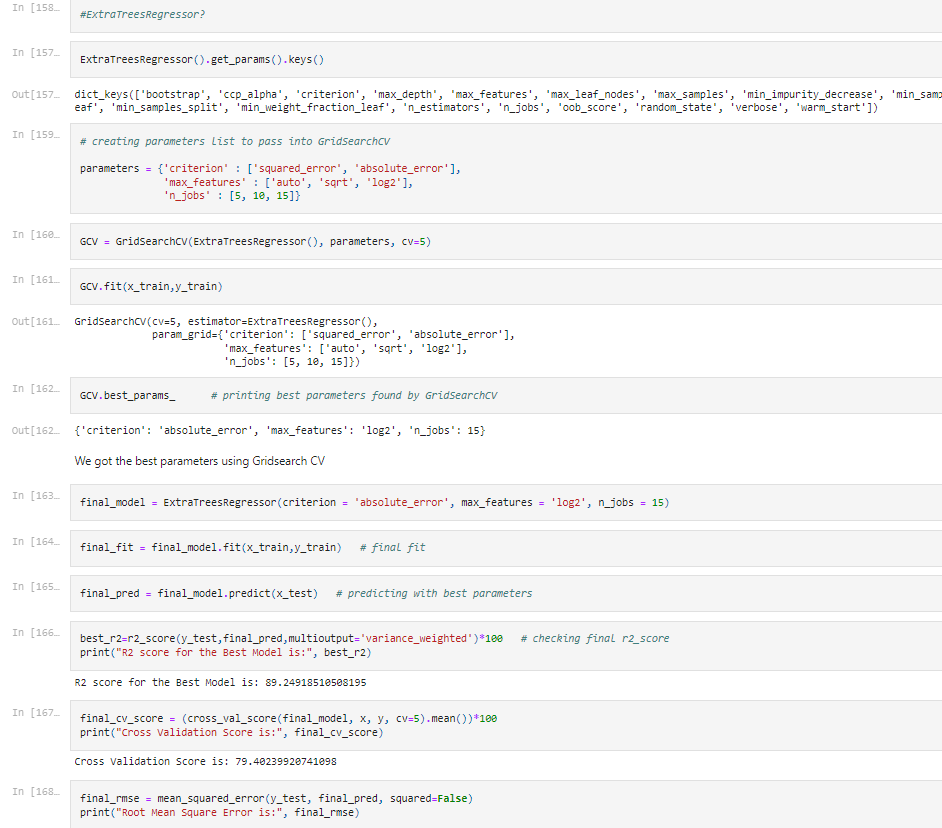 In [158…
#ExtraTreesRegressor?
In [157…
ExtraTreesRegressor().get_params().keys()
Out[157…
dict_keys(['bootstrap', 'ccp_alpha', 'criterion', 'max_depth', 'max_features', 'max_leaf_nodes', 'max_samples', 'min_impurity_decrease', 'min_samp
eaf', 'min_samples_split', 'min_weight_fraction_leaf', 'n_estimators', 'n_jobs', 'oob_score', 'random_state', 'verbose', 'warm_start'])
In [159…
# creating parameters list to pass into GridSearchCV
parameters = {'criterion' : ['squared_error', 'absolute_error'],
'max_features' : ['auto', 'sqrt', 'log2'],
'n_jobs' : [5, 10, 15]}
In [160…
GCV = GridSearchCV(ExtraTreesRegressor(), parameters, cv=5)
In [161…
GCV.fit(x_train,y_train)
Out[161…
GridSearchCV(cv=5, estimator=ExtraTreesRegressor(),
param_grid={'criterion': ['squared_error', 'absolute_error'],
'max_features': ['auto', 'sqrt', 'log2'],
'n_jobs': [5, 10, 15]})
In [162…
GCV.best_params_ # printing best parameters found by GridSearchCV
Out[162…
{'criterion': 'absolute_error', 'max_features': 'log2', 'n_jobs': 15}
We got the best parameters using Gridsearch CV
In [163…
final_model = ExtraTreesRegressor(criterion = 'absolute_error', max_features = 'log2', n_jobs = 15)
In [164…
final_fit = final_model.fit(x_train,y_train) # final fit
In [165…
final_pred = final_model.predict(x_test) # predicting with best parameters
In [166…
best_r2=r2_score(y_test,final_pred,multioutput='variance_weighted')*100 # checking final r2_score
print("R2 score for the Best Model is:", best_r2)
R2 score for the Best Model is: 89.24918510508195
In [167…
final_cv_score = (cross_val_score(final_model, x, y, cv=5).mean())*100
print("Cross Validation Score is:", final_cv_score)
Cross Validation Score is: 79.40239920741098
In [168…
final_rmse = mean_squared_error(y_test, final_pred, squared=False)
print("Root Mean Square Error is:", final_rmse)